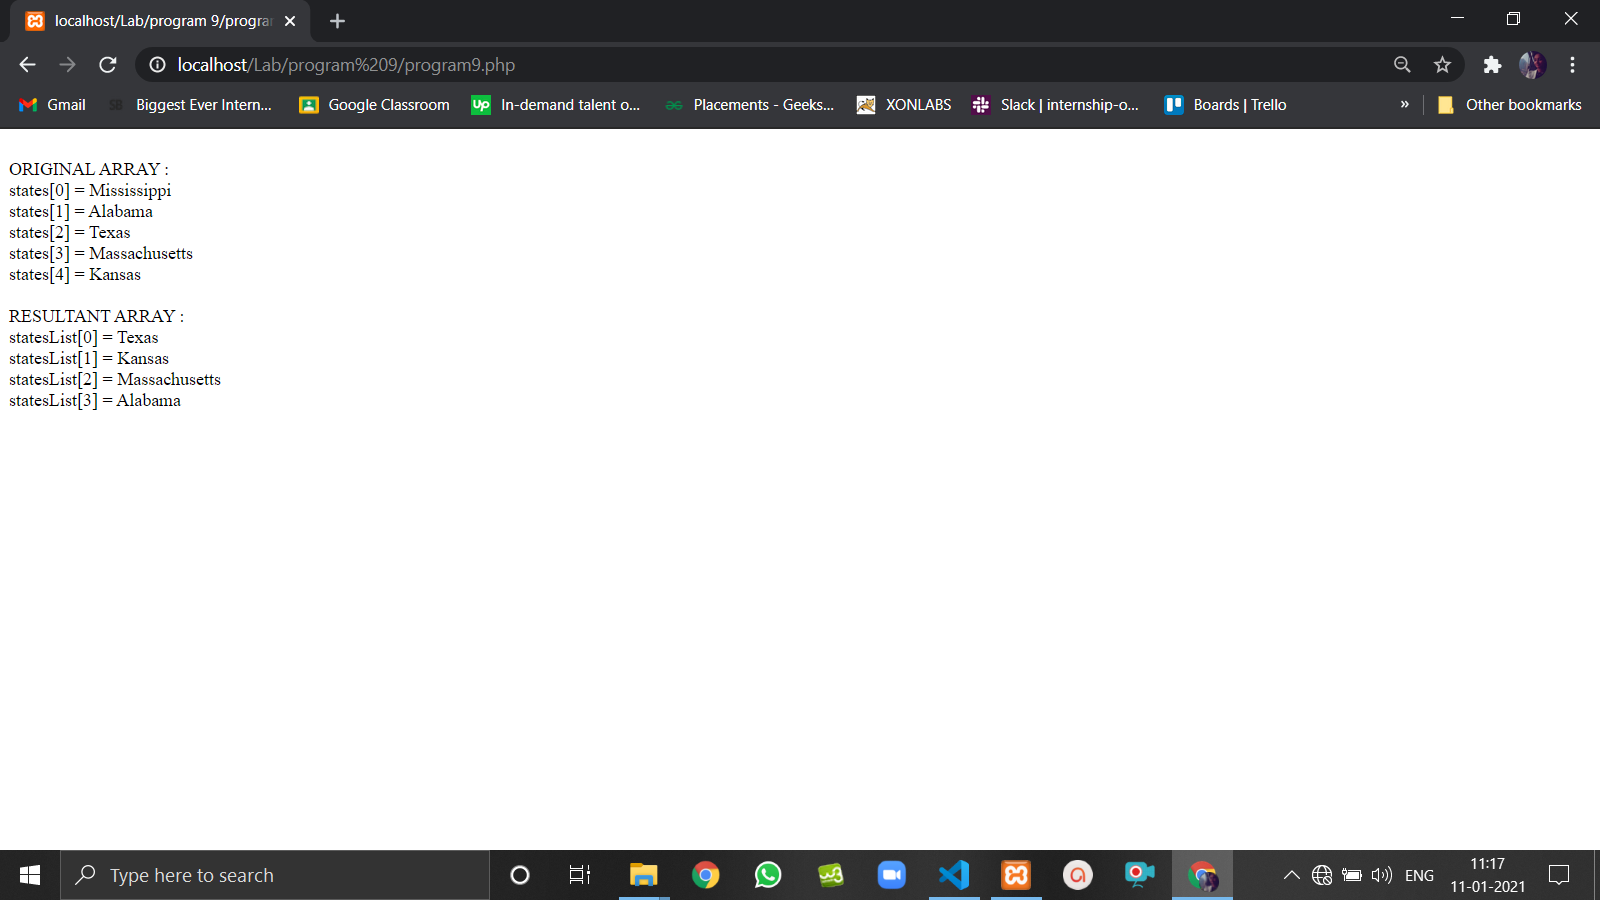 localhost/Lab/program 9/progra
localhost/Lab/program%209/program9.php
Gmail
SB
Biggest Ever Intern...
Google Classroom
Up
In-demand talent o...
Placements - Geeks...
XONLABS
Slack | internship-o...
Boards | Trello
»
Other bookmarks
ORIGINAL ARRAY :
states[0] = Mississippi
states[1] = Alabama
states[2] = Texas
states[3] = Massachusetts
states[4] = Kansas
RESULTANT ARRAY :
statesList[0] = Texas
statesList[1] = Kansas
statesList[2] = Massachusetts
statesList[3] = Alabama
Type here to search
ENG
11:17
11-01-2021